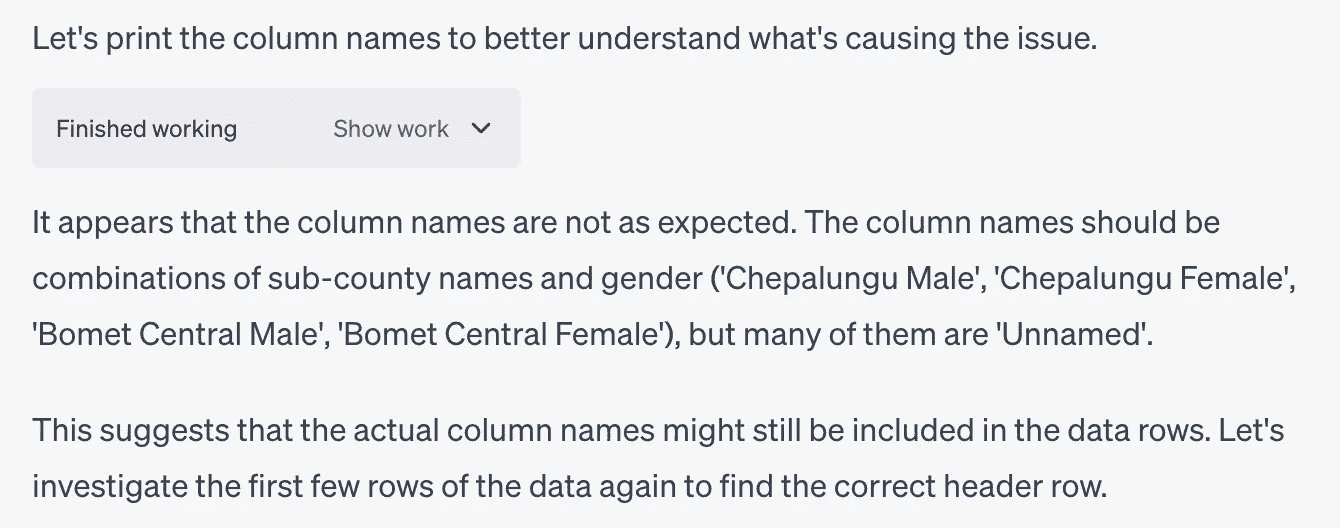 Let's print the column names to better understand what's causing the issue.
Finished working Show work
It appears that the column names are not as expected. The column names should be
combinations of sub-county names and gender ('Chepalungu Male', 'Chepalungu Female',
'Bomet Central Male', 'Bomet Central Female'), but many of them are 'Unnamed'.
This suggests that the actual column names might still be included in the data rows. Let's
investigate the first few rows of the data again to find the correct header row.